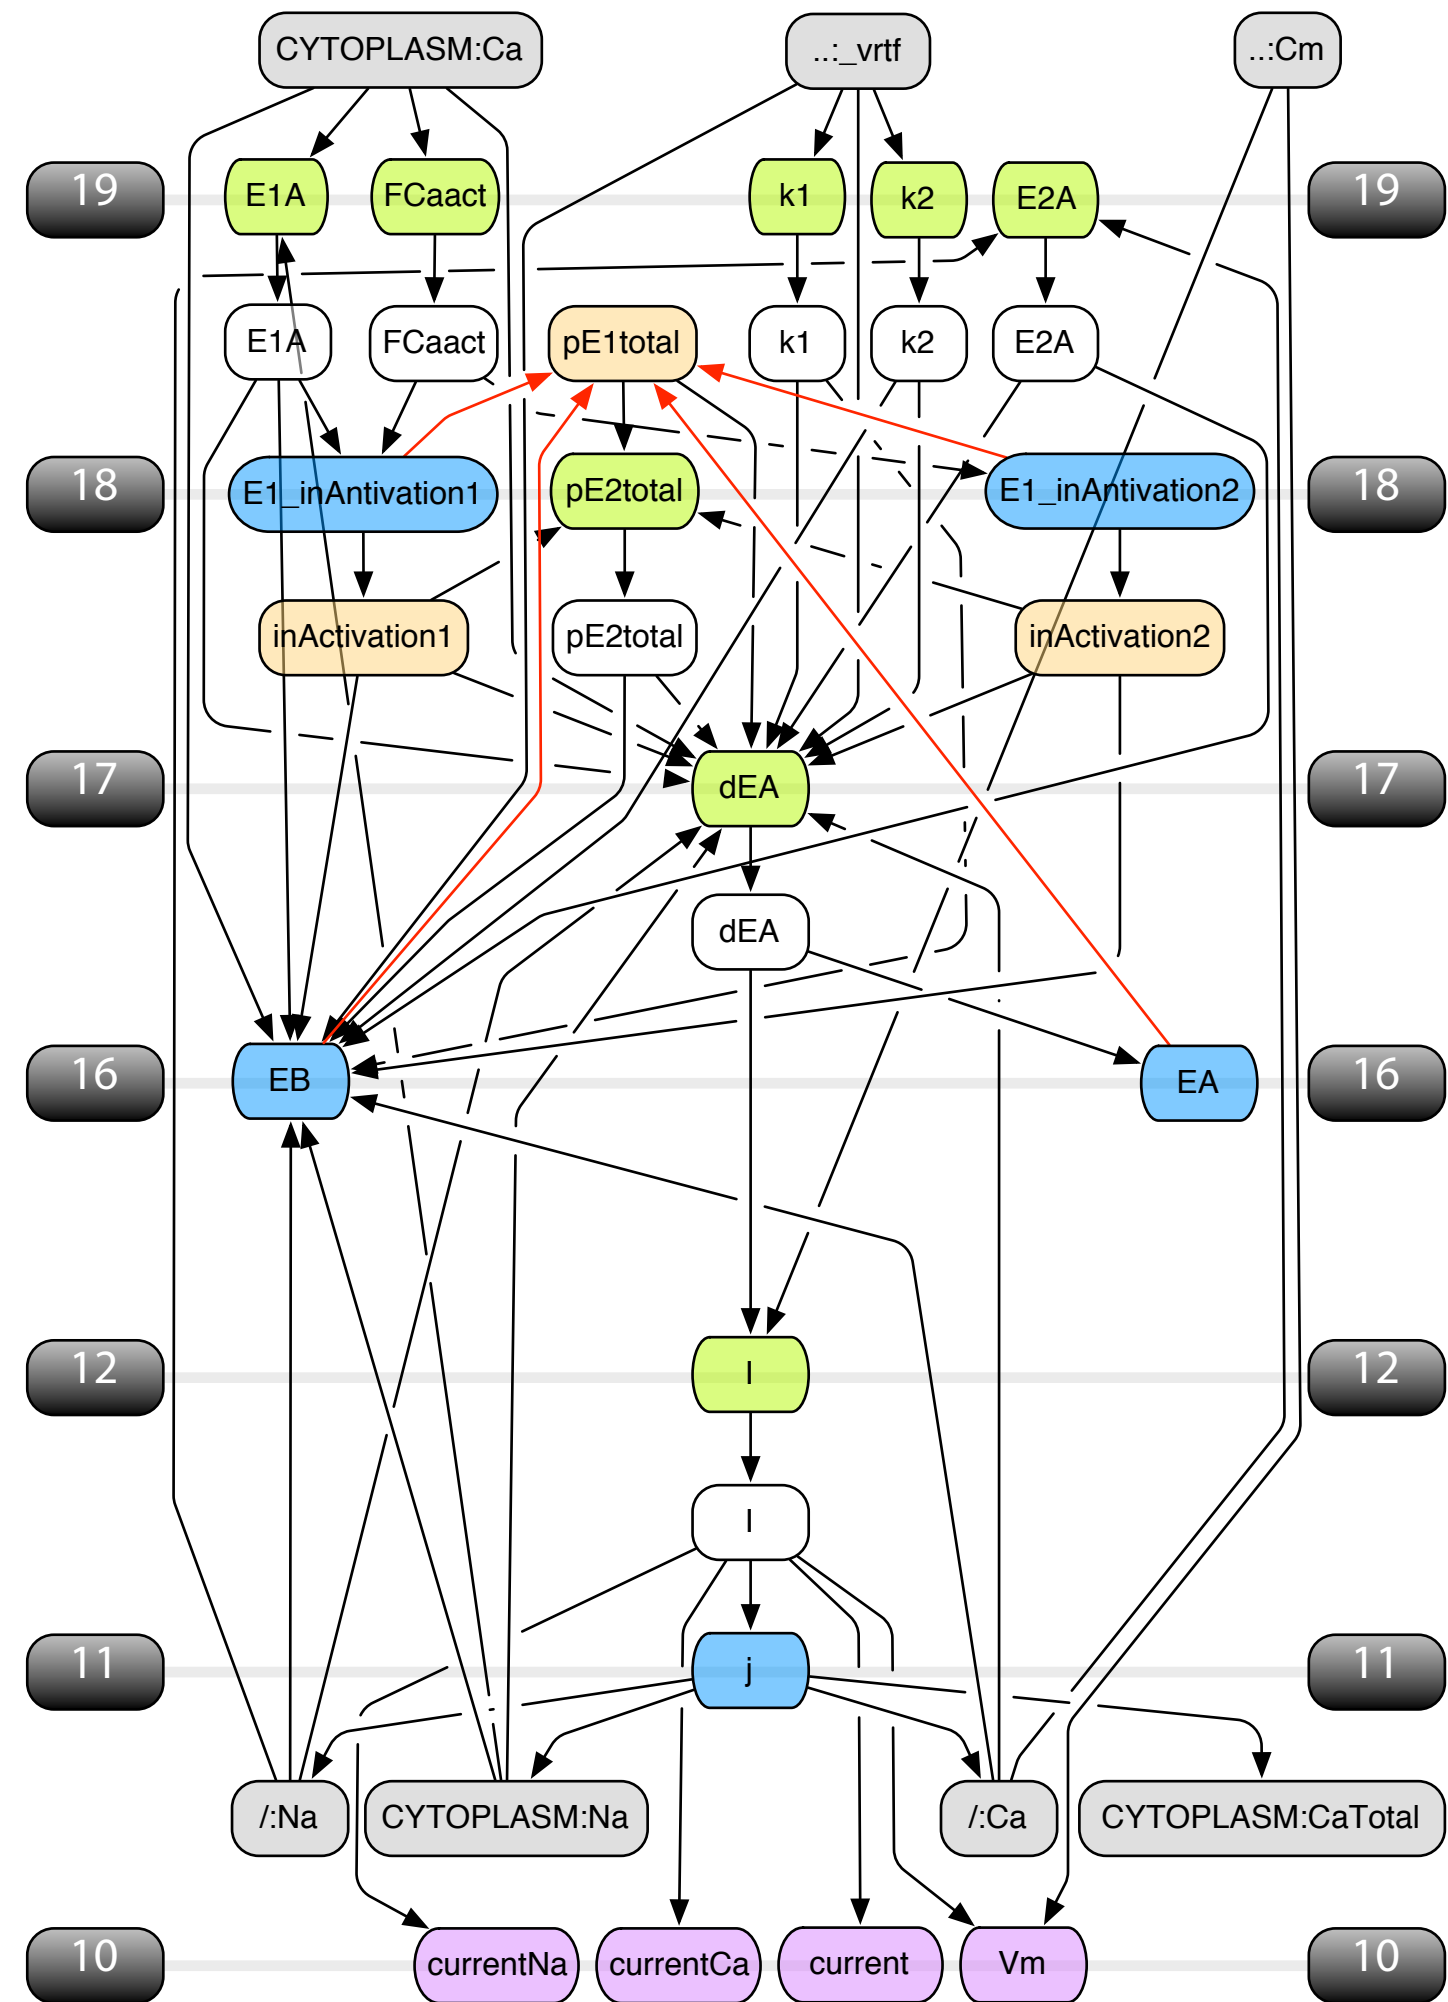 CYTOPLASM:Ca
..:_vrtf
..:Cm
19
E1A
FCaact
k1
k2
E2A
19
E1A
FCaact
pE1total
k1
k2
E2A
18
E1_inAntivation1
pE2total
E1_inAntivation2
18
inActivation1
pE2total
inActivation2
17
dEA
17
dEA
16
EB
EA
16
12
I
12
I
11
j
11
/:Na
CYTOPLASM:Na
/:Ca
CYTOPLASM:CaTotal
10
currentNa
currentCa
current
Vm
10